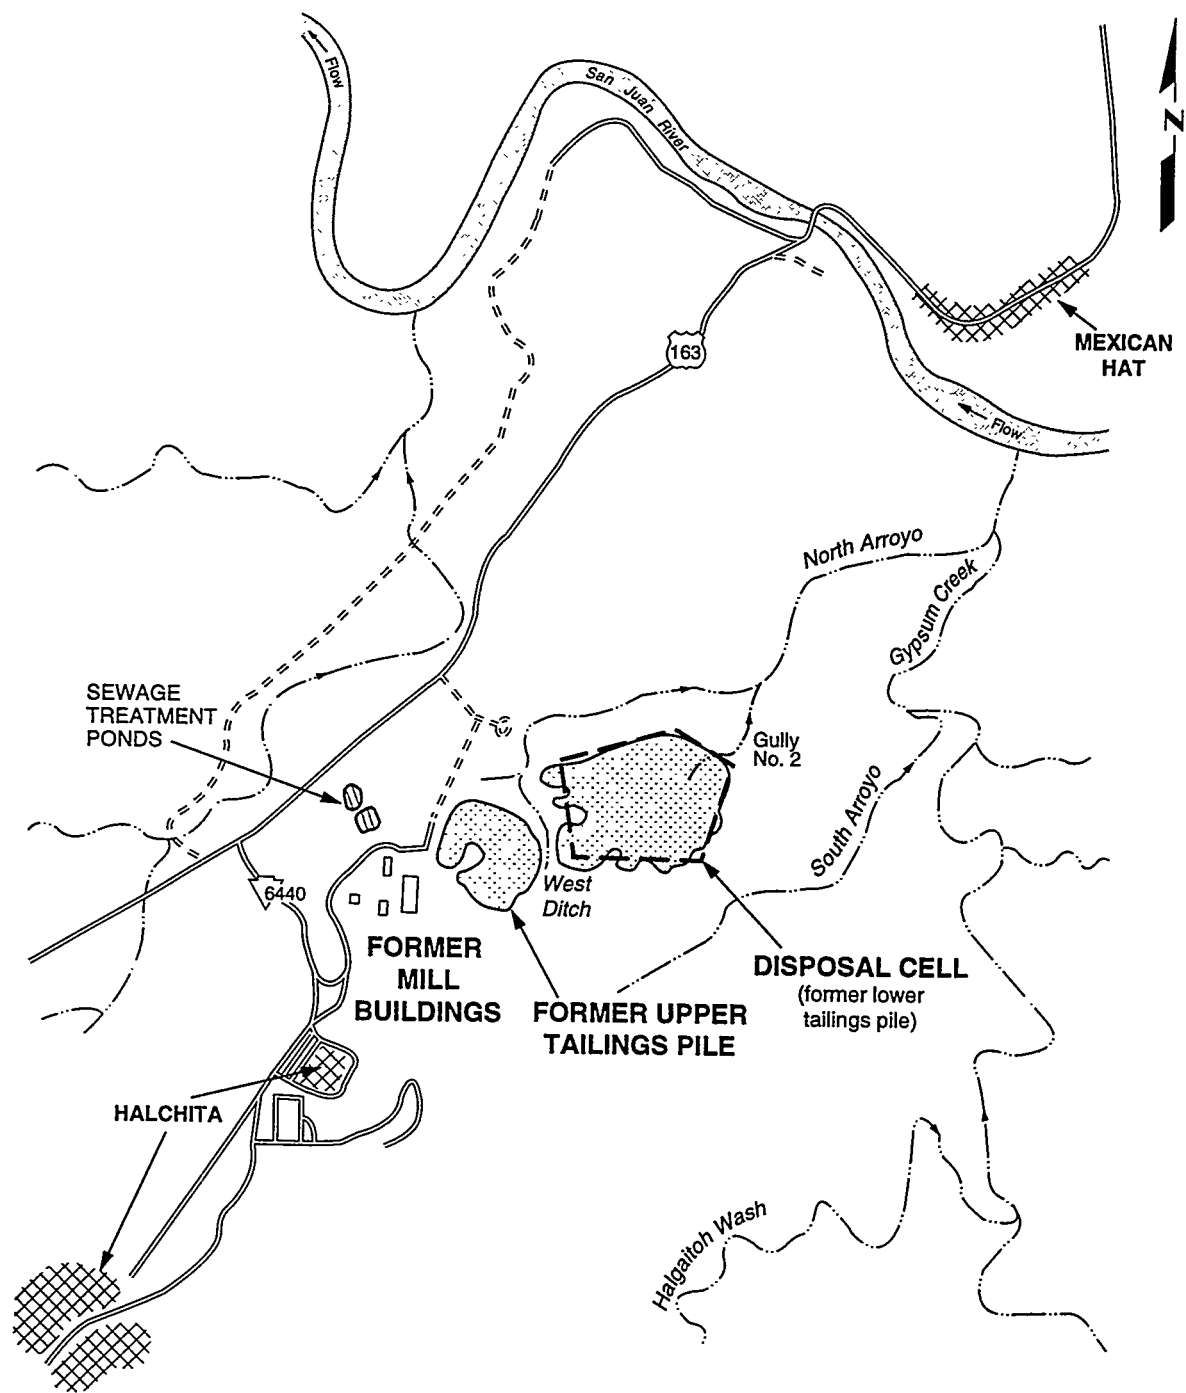 Flow
San Juan River
N
163
MEXICAN
HAT
Flow
North Arroyo
Gypsum Creek
SEWAGE
TREATMENT
PONDS
Gully
No. 2
South Arroyo
6440
West
Ditch
FORMER
MILL
BUILDINGS
DISPOSAL CELL
(former lower
tailings pile)
FORMER UPPER
TAILINGS PILE
HALCHITA
Halgaitoh Wash